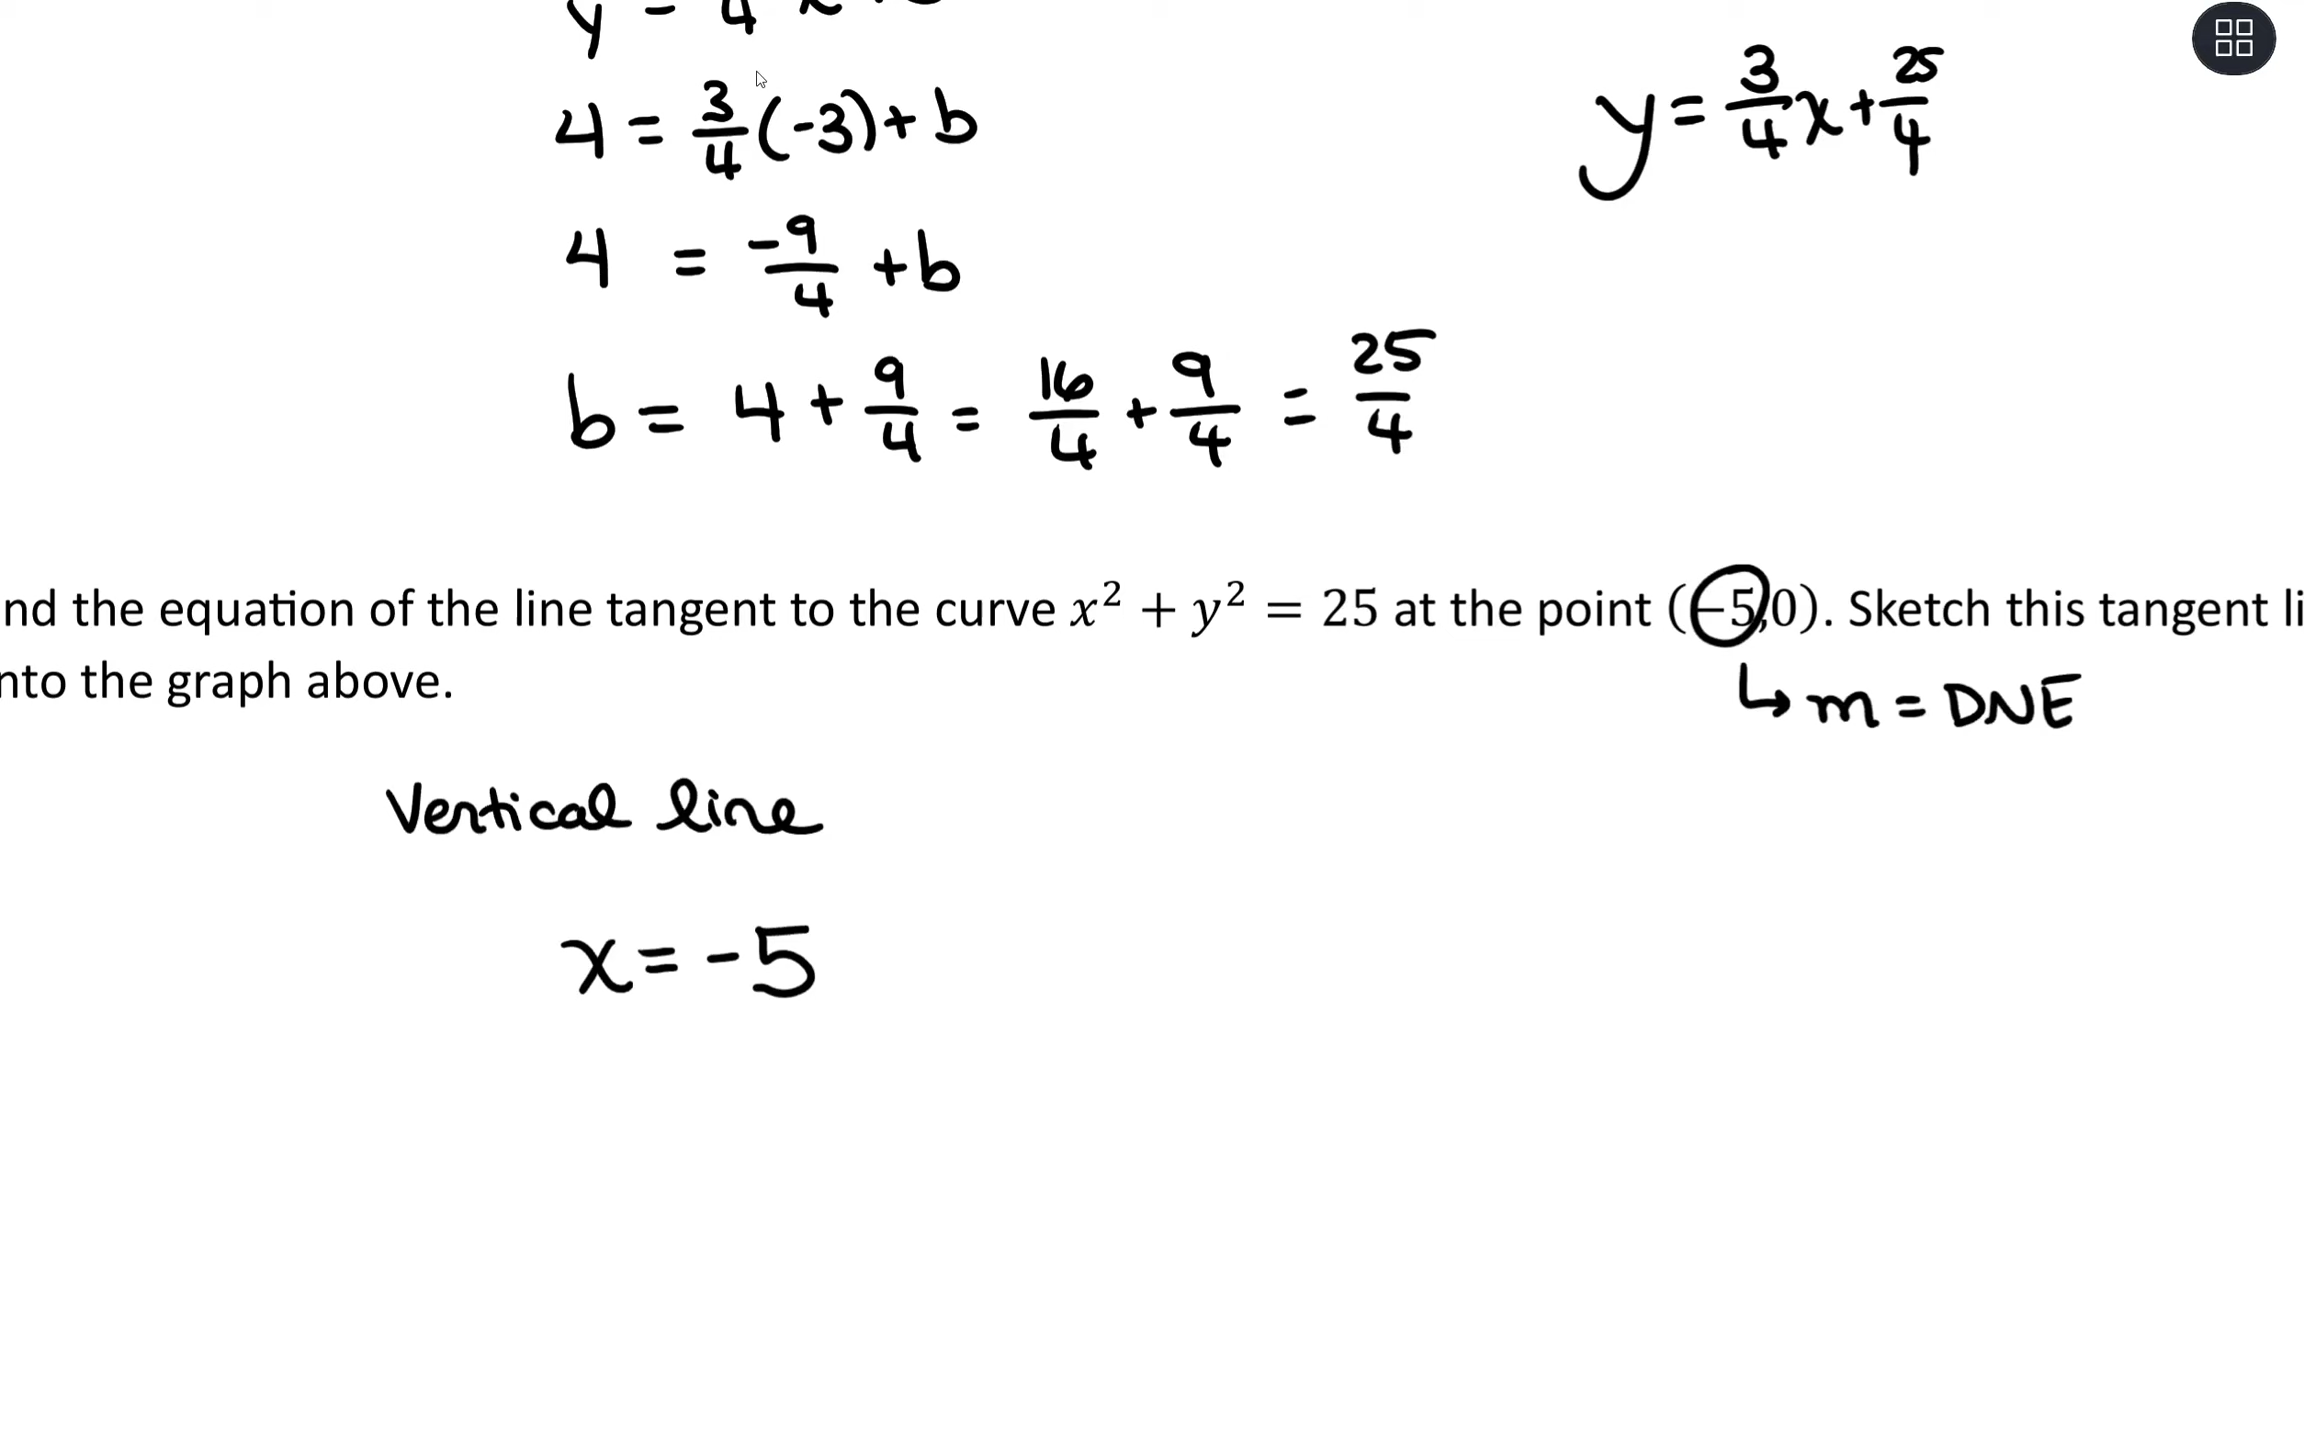 4 = 3/4 (-3) + b
y = 3/4 x + 25/4
4 = -9/4 + b
b = 4 + 9/4 = 16/4 + 9/4 = 25/4
nd the equation of the line tangent to the curve x² + y² = 25 at the point (−5,0). Sketch this tangent li
nto the graph above.
↳ m = DNE
Vertical line
x = -5